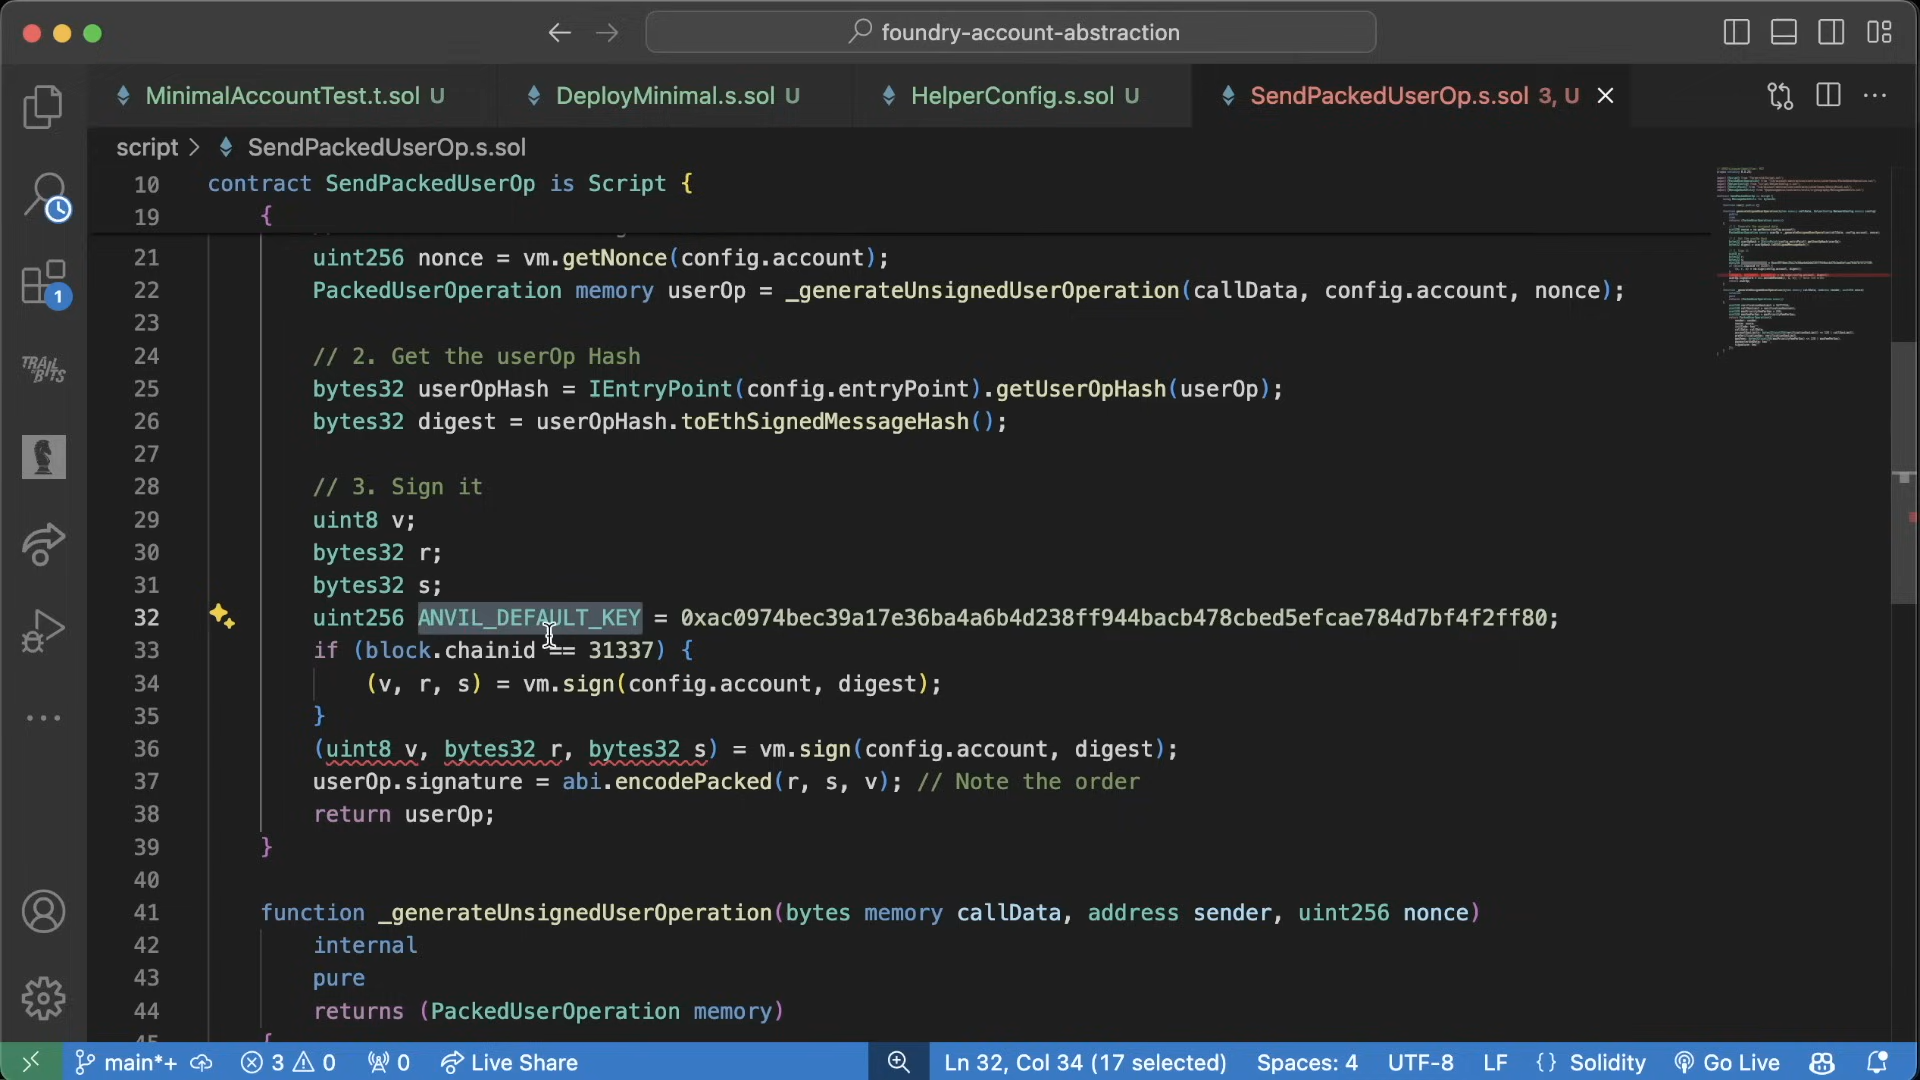 foundry-account-abstraction
MinimalAccountTest.t.sol U
DeployMinimal.s.sol U
HelperConfig.s.sol U
SendPackedUserOp.s.sol 3, U
script > SendPackedUserOp.s.sol
10 contract SendPackedUserOp is Script {
19 {
21 uint256 nonce = vm.getNonce(config.account);
22 PackedUserOperation memory userOp = _generateUnsignedUserOperation(callData, config.account, nonce);
23
24 // 2. Get the userOp Hash
25 bytes32 userOpHash = IEntryPoint(config.entryPoint).getUserOpHash(userOp);
26 bytes32 digest = userOpHash.toEthSignedMessageHash();
27
28 // 3. Sign it
29 uint8 v;
30 bytes32 r;
31 bytes32 s;
32 uint256 ANVIL_DEFAULT_KEY = 0xac0974bec39a17e36ba4a6b4d238ff944bacb478cbed5efcae784d7bf4f2ff80;
33 if (block.chainid == 31337) {
34 (v, r, s) = vm.sign(config.account, digest);
35 }
36 (uint8 v, bytes32 r, bytes32 s) = vm.sign(config.account, digest);
37 userOp.signature = abi.encodePacked(r, s, v); // Note the order
38 return userOp;
39 }
40
41 function _generateUnsignedUserOperation(bytes memory callData, address sender, uint256 nonce)
42 internal
43 pure
44 returns (PackedUserOperation memory)
45 {
1
TRAIL OF BITS
main*+ 3 0 0 Live Share Ln 32, Col 34 (17 selected) Spaces: 4 UTF-8 LF {} Solidity Go Live